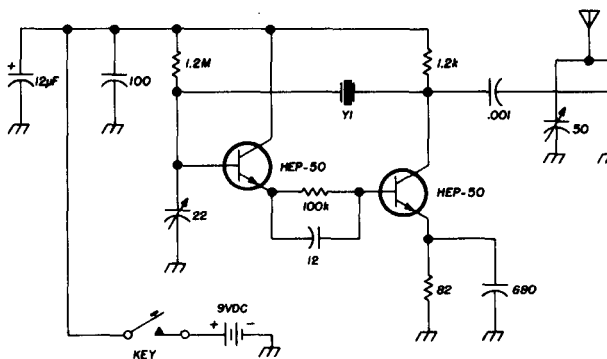 12µF
100
1.2M
1.2k
Y1
.001
50
HEP-50
HEP-50
100k
22
12
82
680
9VDC
+ -
KEY
+